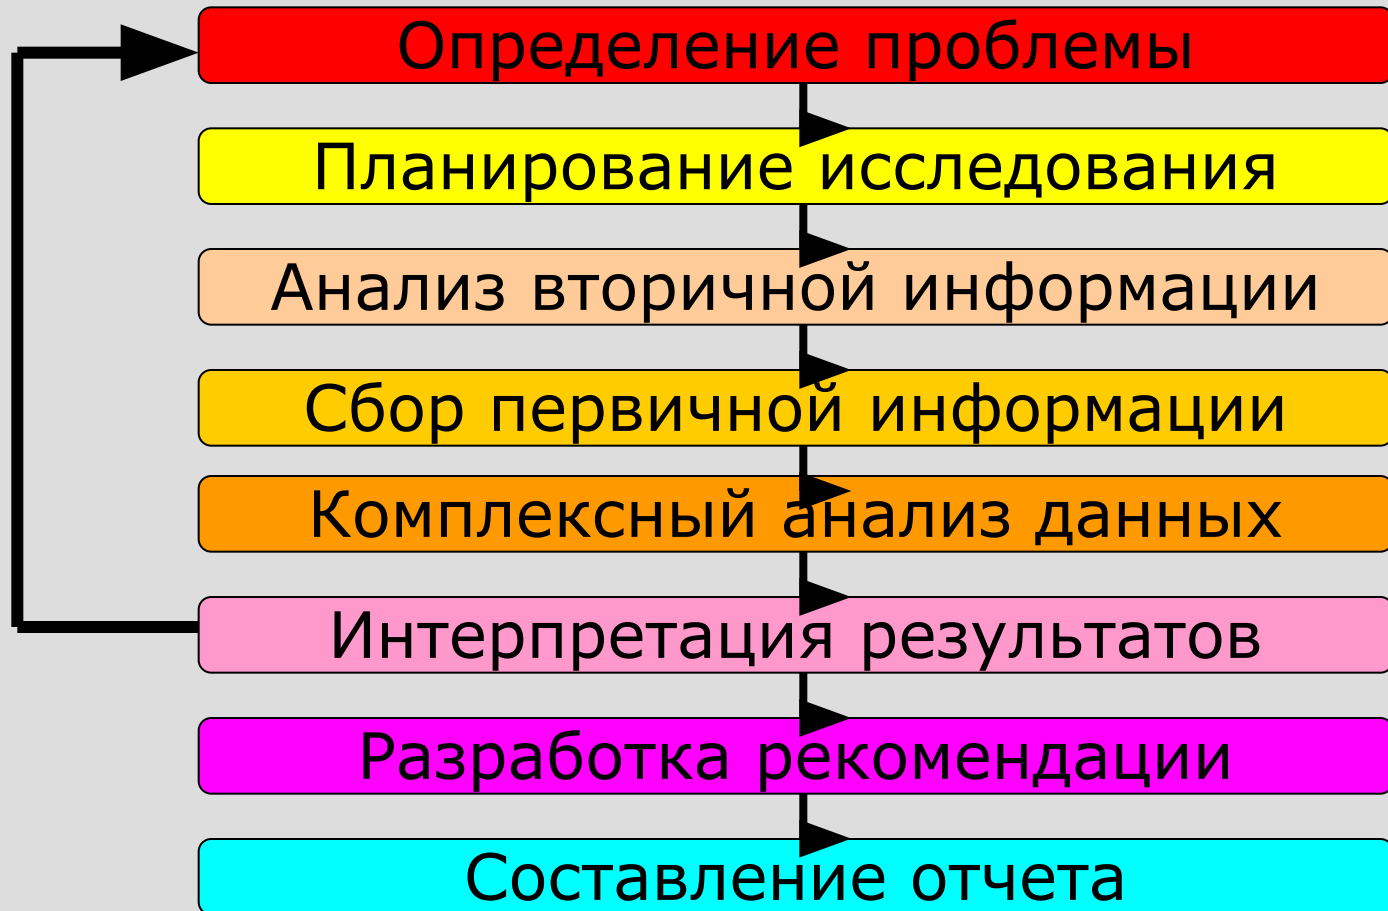 Определение проблемы
Планирование исследования
Анализ вторичной информации
Сбор первичной информации
Комплексный анализ данных
Интерпретация результатов
Разработка рекомендации
Составление отчета